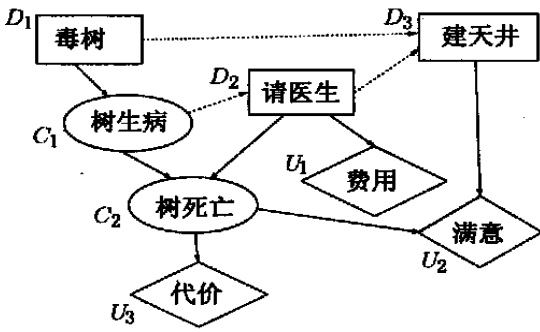 D₁
毒树
D₃
建天井
D₂
请医生
C₁
树生病
U₁
费用
C₂
树死亡
满意
U₂
代价
U₃